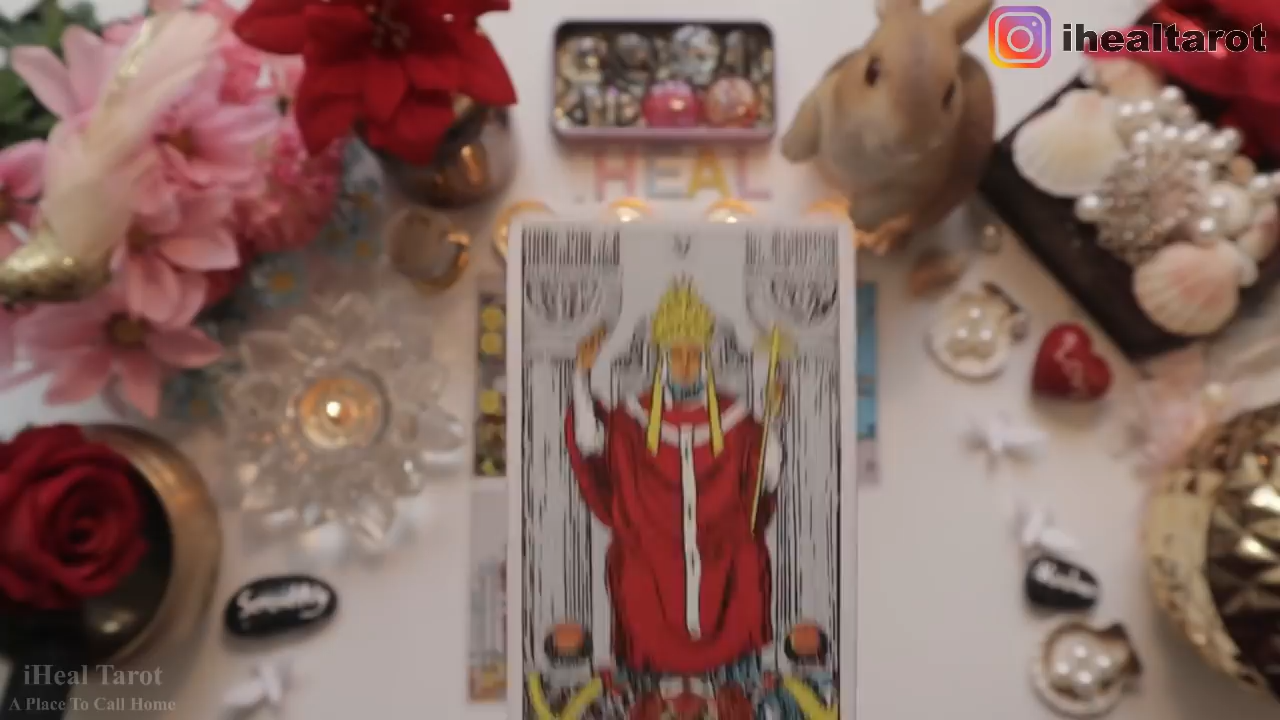 ihealtarot
HEAL
V
iHeal Tarot
A Place To Call Home